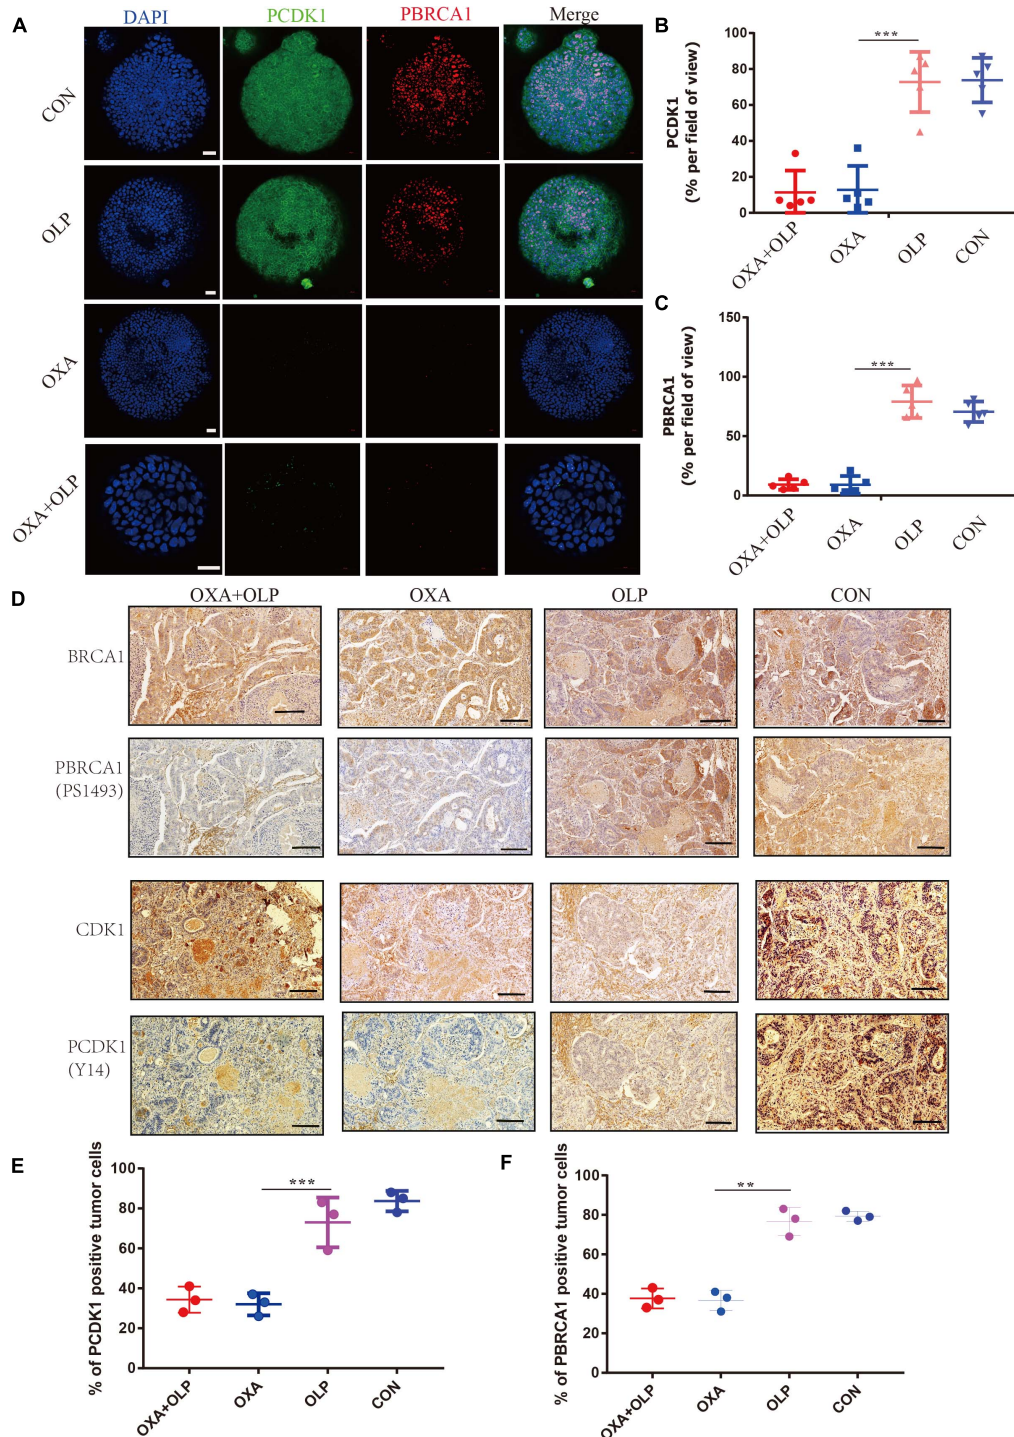 A
DAPI PCDK1 PBRCA1 Merge
CON
OLP
OXA
OXA+OLP
B
PCDK1
(% per field of view)
100
80
60
40
20
0
***
OXA+OLP OXA OLP CON
C
PBRCA1
(% per field of view)
150
100
50
0
***
OXA+OLP OXA OLP CON
D
OXA+OLP OXA OLP CON
BRCA1
PBRCA1
(PS1493)
CDK1
PCDK1
(Y14)
E
% of PCDK1 positive tumor cells
100
80
60
40
20
0
***
OXA+OLP OXA OLP CON
F
% of PBRCA1 positive tumor cells
100
80
60
40
20
0
**
OXA+OLP OXA OLP CON